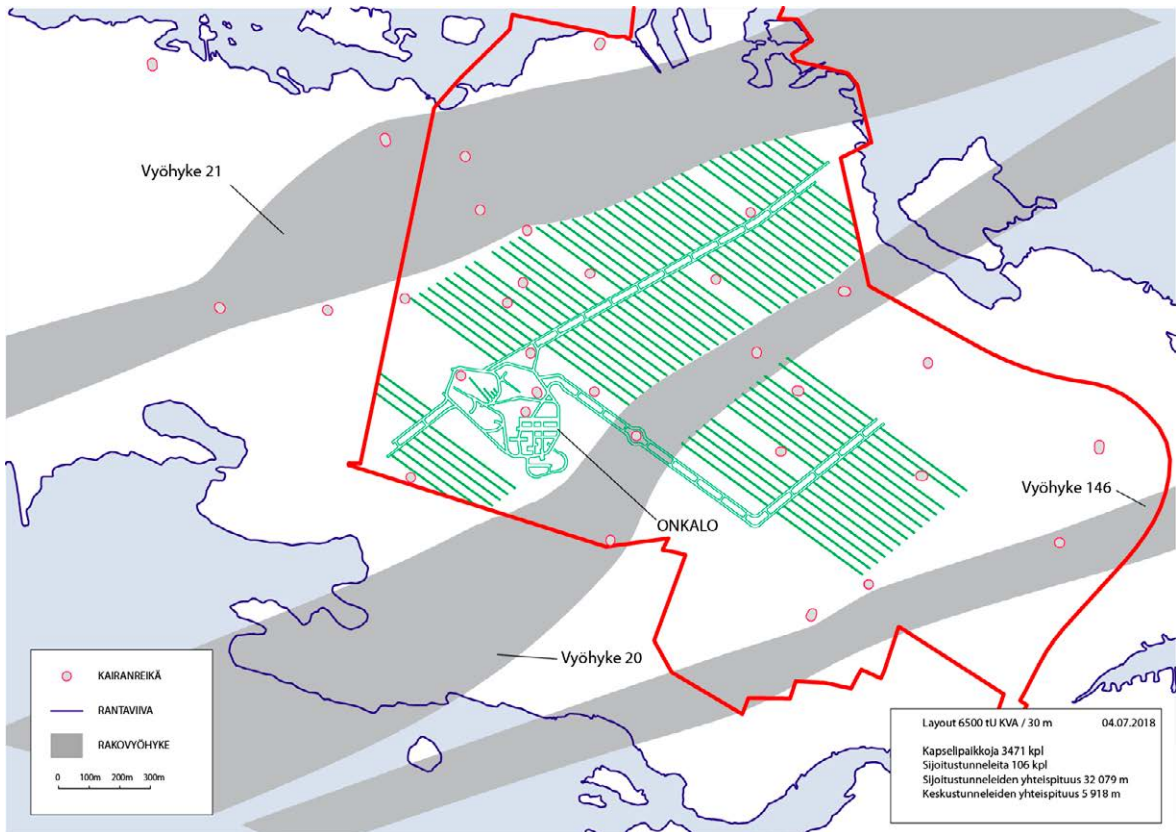 Vyöhyke 21
Vyöhyke 146
ONKALO
Vyöhyke 20
KAIRANREIKÄ
RANTAVIIVA
RAKOVYÖHYKE
0 100m 200m 300m
Layout 6500 tU KVA / 30 m 04.07.2018
Kapselipaikkoja 3471 kpl
Sijoitustunneleita 106 kpl
Sijoitustunneleiden yhteispituus 32 079 m
Keskustunneleiden yhteispituus 5 918 m